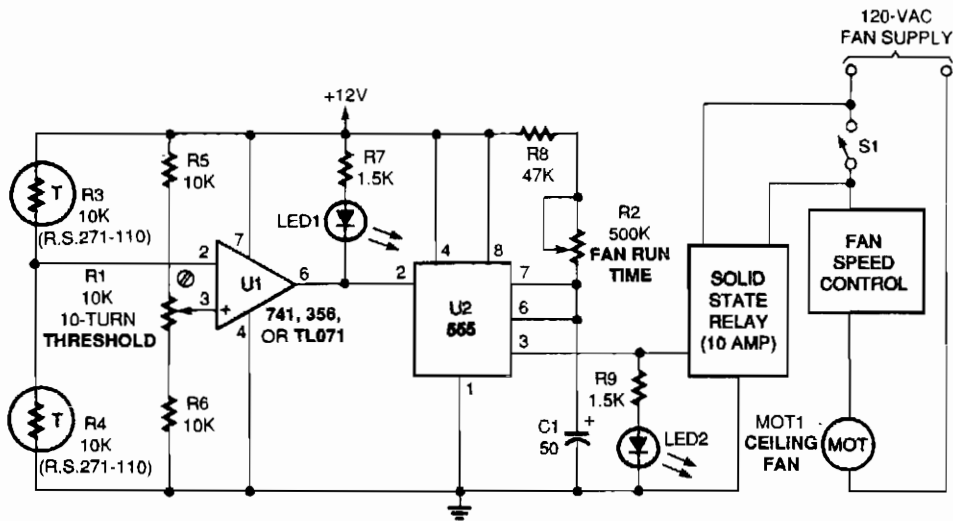 120-VAC
FAN SUPPLY
+12V
R5
10K
R7
1.5K
R8
47K
S1
T
R3
10K
(R.S.271-110)
LED1
R2
500K
FAN RUN
TIME
7
4
8
2
R1
10K
10-TURN
THRESHOLD
3
+
U1
6
741, 356,
OR TL071
4
2
U2
555
7
6
3
1
SOLID
STATE
RELAY
(10 AMP)
FAN
SPEED
CONTROL
T
R4
10K
(R.S.271-110)
R6
10K
R9
1.5K
C1
50
+
LED2
MOT1
CEILING
FAN
MOT